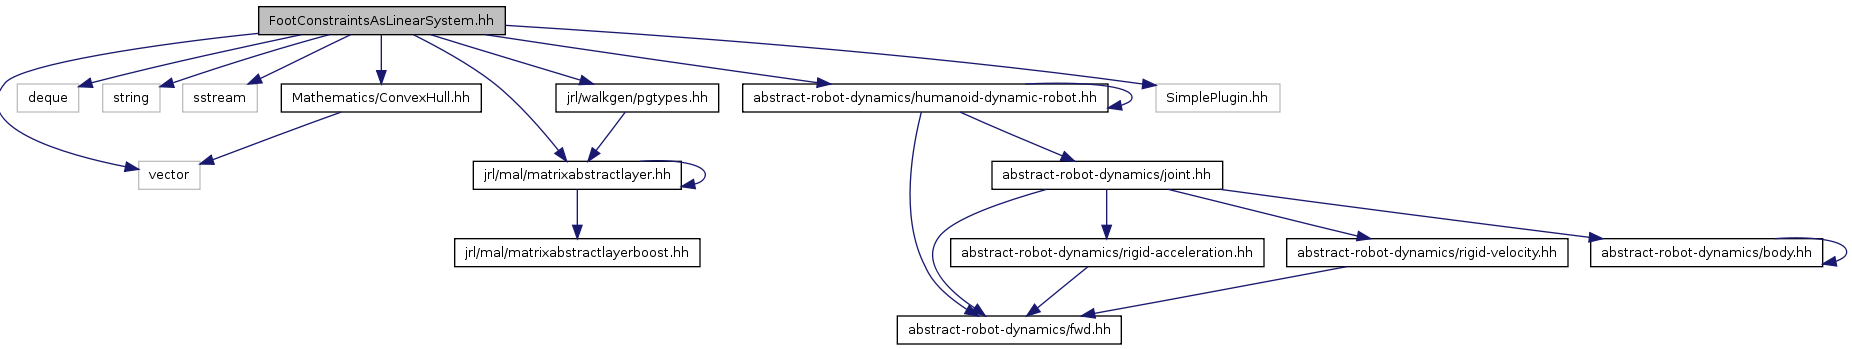 FootConstraintsAsLinearSystem.hh
deque
string
sstream
Mathematics/ConvexHull.hh
jrl/walkgen/pgtypes.hh
abstract-robot-dynamics/humanoid-dynamic-robot.hh
SimplePlugin.hh
vector
jrl/mal/matrixabstractlayer.hh
abstract-robot-dynamics/joint.hh
jrl/mal/matrixabstractlayerboost.hh
abstract-robot-dynamics/rigid-acceleration.hh
abstract-robot-dynamics/rigid-velocity.hh
abstract-robot-dynamics/body.hh
abstract-robot-dynamics/fwd.hh